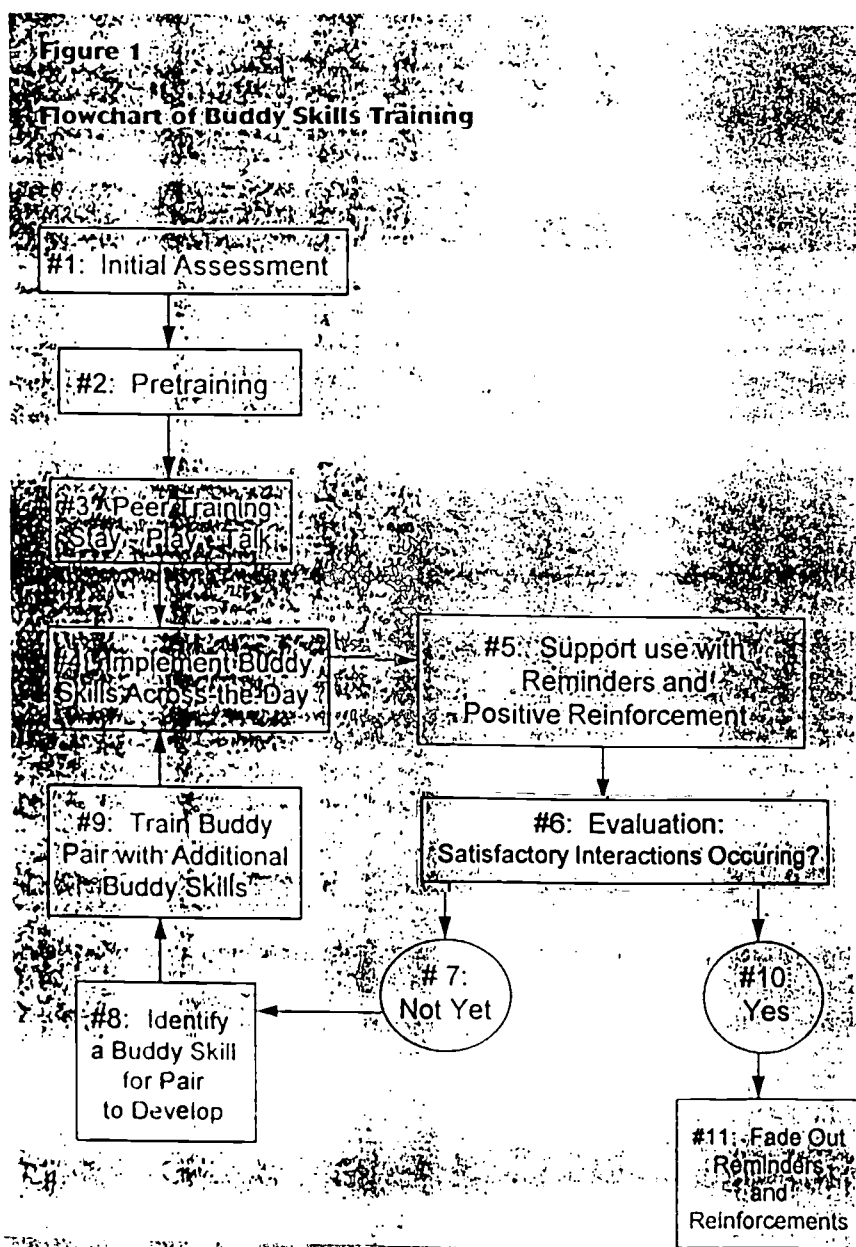 Figure 1
Flowchart of Buddy Skills Training
#1: Initial Assessment
#2: Pretraining
#3: Peer Training
Stay - Play - Talk
#4: Implement Buddy
Skills Across the Day
#5: Support use with
Reminders and
Positive Reinforcement
#6: Evaluation:
Satisfactory Interactions Occuring?
#7:
Not Yet
#8: Identify
a Buddy Skill
for Pair
to Develop
#9: Train Buddy
Pair with Additional
Buddy Skills
#10:
Yes
#11: Fade Out
Reminders
and
Reinforcements